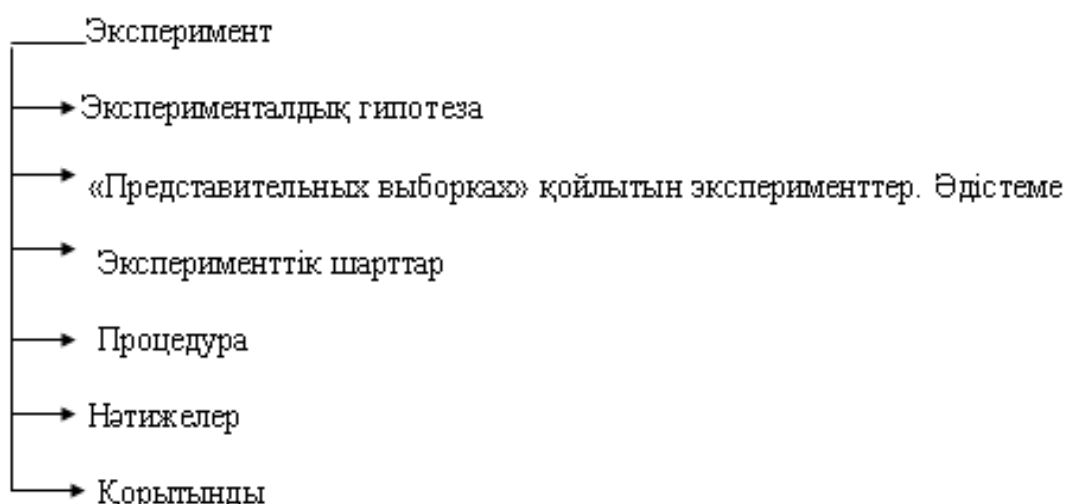 Эксперимент
Эксперименталдық гипотеза
«Представительных выборках» қойлытын эксперименттер. Әдістеме
Эксперименттік шарттар
Процедура
Нәтижелер
Қорытынды